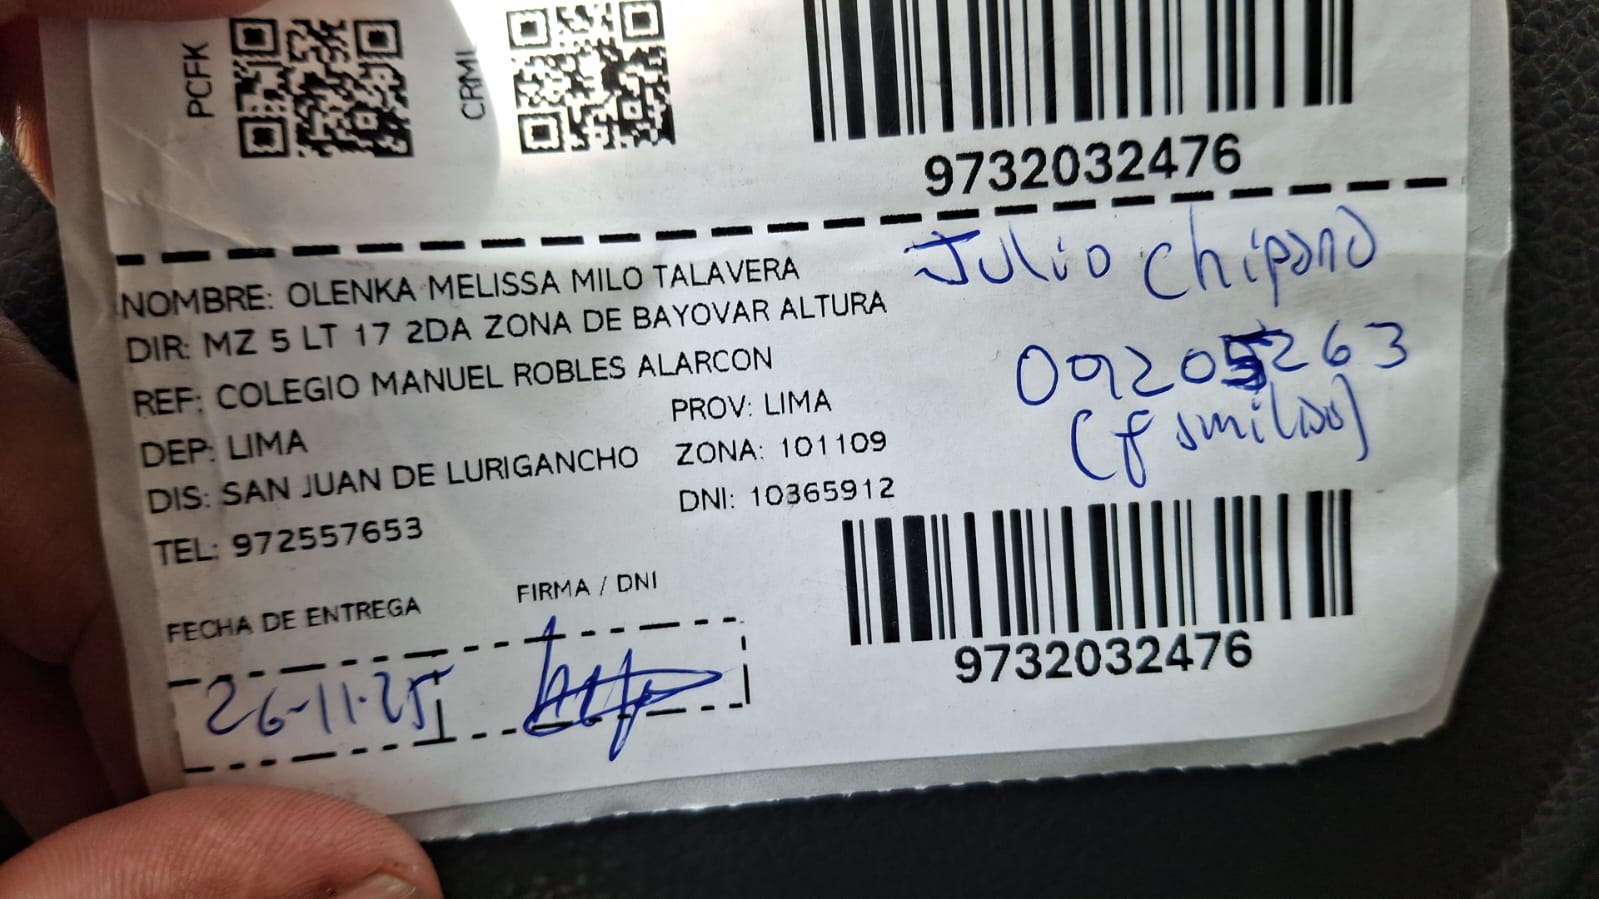 PCFK
CRML
9732032476
NOMBRE: OLENKA MELISSA MILO TALAVERA
DIR: MZ 5 LT 17 2DA ZONA DE BAYOVAR ALTURA
REF: COLEGIO MANUEL ROBLES ALARCON
DEP: LIMA
PROV: LIMA
DIS: SAN JUAN DE LURIGANCHO
ZONA: 101109
TEL: 972557653
DNI: 10365912
Julio Chipana
09205263
(familiar)
FECHA DE ENTREGA
FIRMA / DNI
26-11-25
9732032476